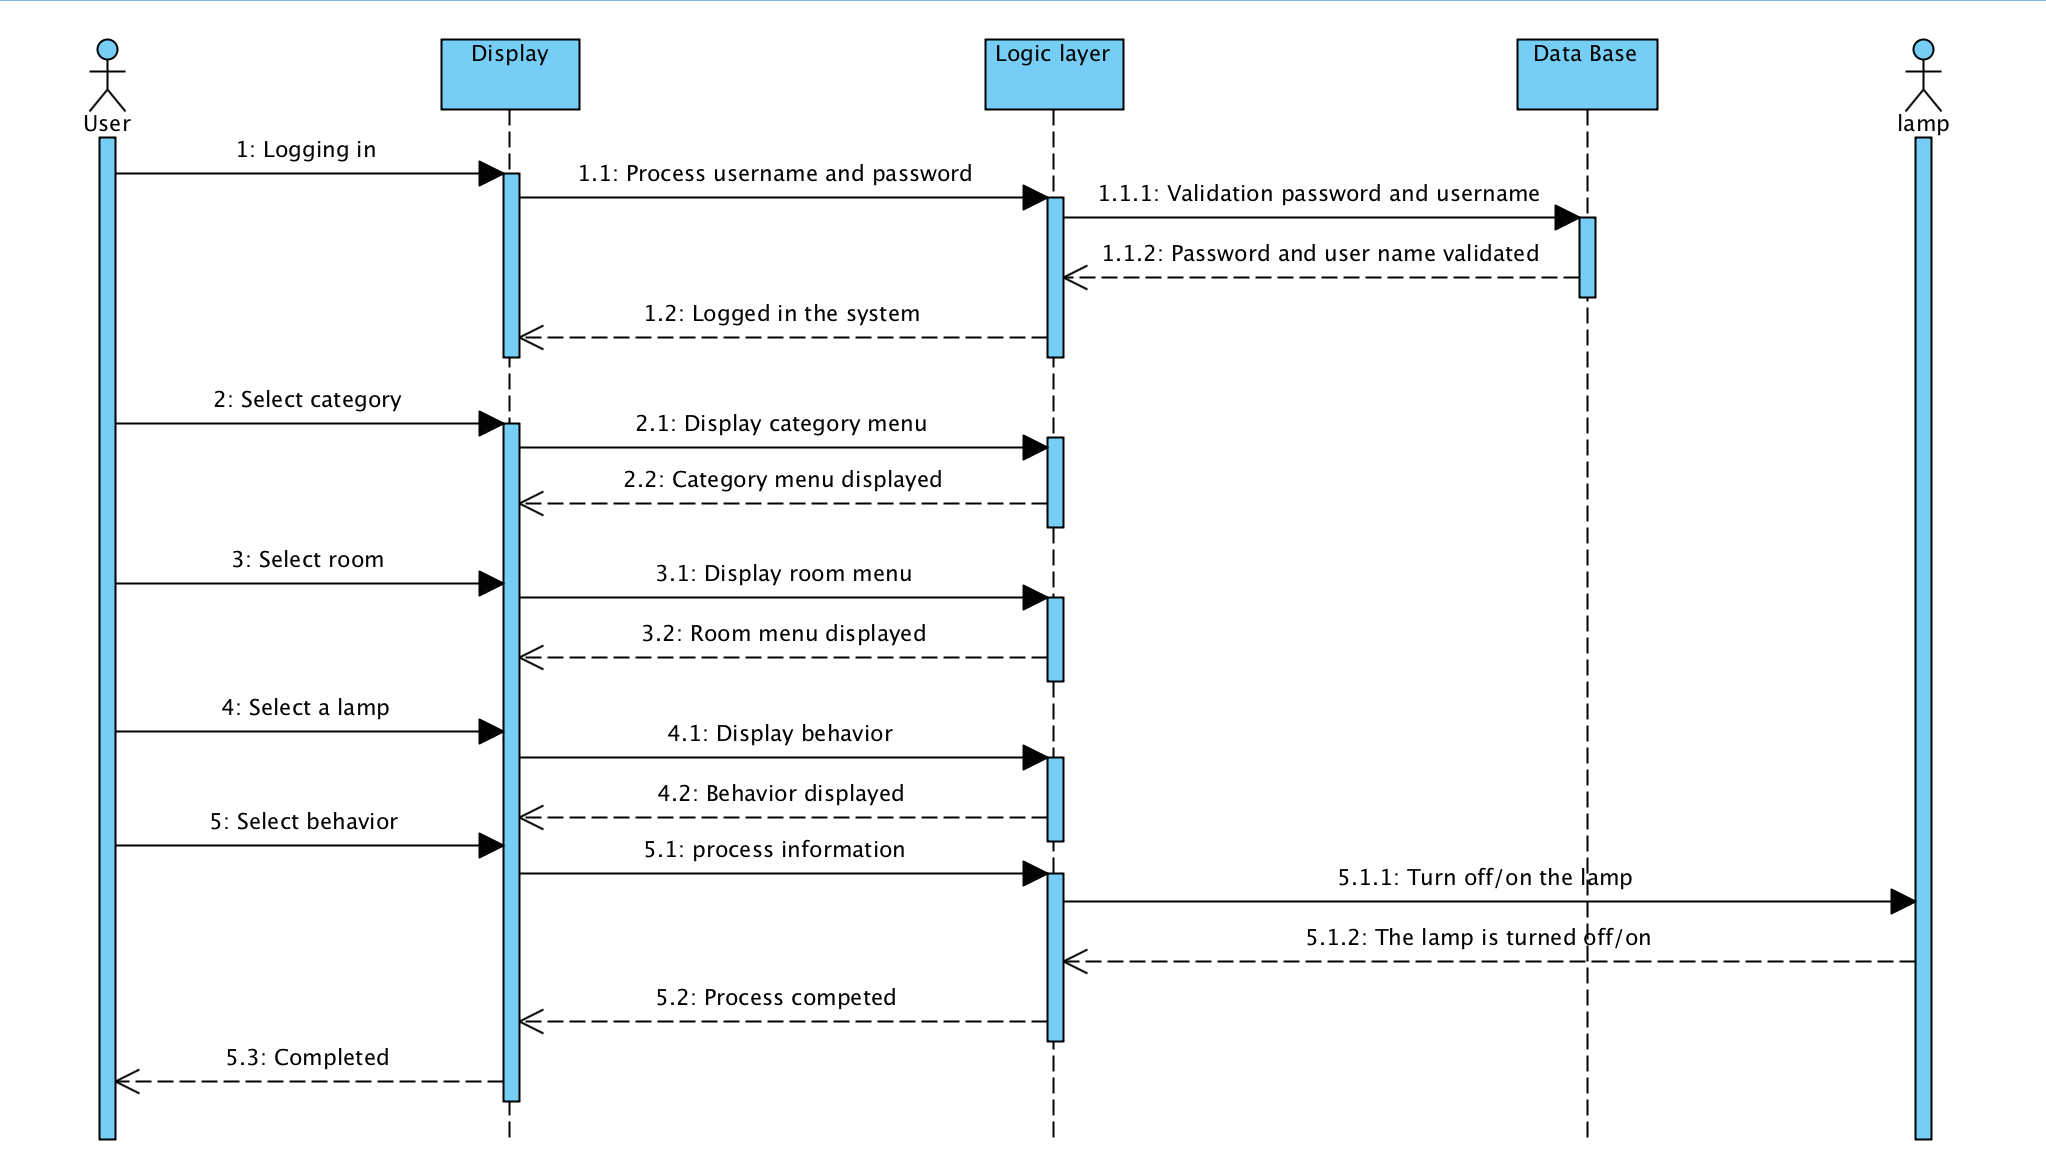 Display
Logic layer
Data Base
User
lamp
1: Logging in
1.1: Process username and password
1.1.1: Validation password and username
1.1.2: Password and user name validated
1.2: Logged in the system
2: Select category
2.1: Display category menu
2.2: Category menu displayed
3: Select room
3.1: Display room menu
3.2: Room menu displayed
4: Select a lamp
4.1: Display behavior
4.2: Behavior displayed
5: Select behavior
5.1: process information
5.1.1: Turn off/on the lamp
5.1.2: The lamp is turned off/on
5.2: Process competed
5.3: Completed